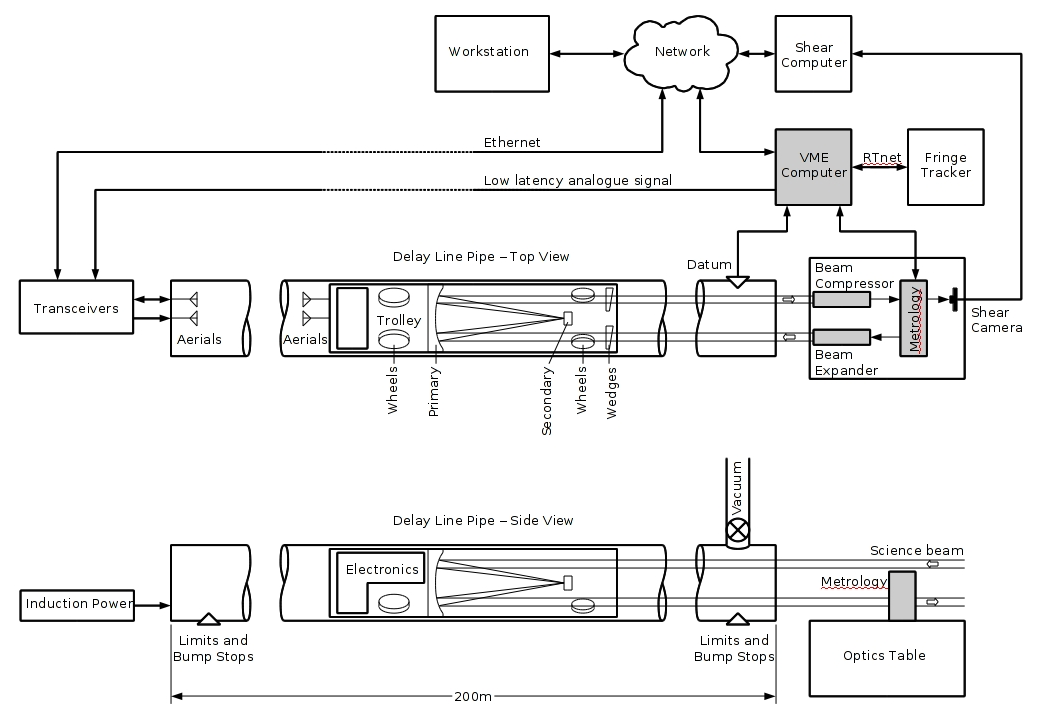 Workstation
Network
Shear
Computer
Ethernet
VME
Computer
RTnet
Fringe
Tracker
Low latency analogue signal
Delay Line Pipe – Top View
Datum
Beam
Compressor
Transceivers
Metrology
Shear
Camera
Trolley
Aerials
Aerials
Beam
Expander
Wheels
Primary
Secondary
Wheels
Wedges
Vacuum
Delay Line Pipe – Side View
Science beam
Electronics
Metrology
Induction Power
Limits and
Bump Stops
Limits and
Bump Stops
Optics Table
200m